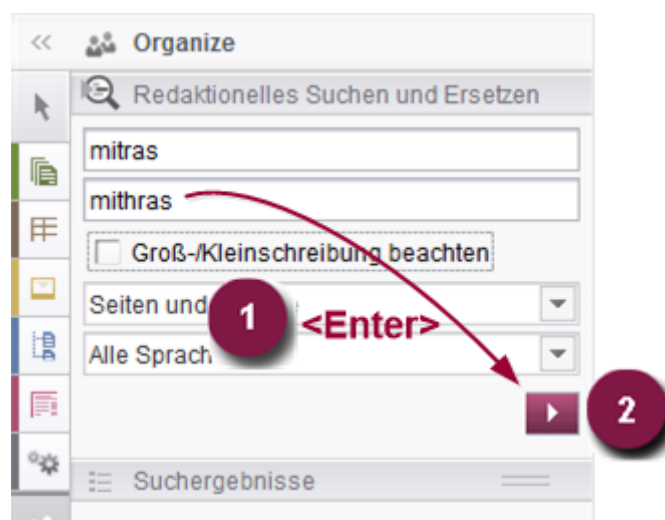 Organize
Redaktionelles Suchen und Ersetzen
mitras
mithras
Groß-/Kleinschreibung beachten
Seiten und
1 <Enter>
Alle Sprach
2
Suchergebnisse